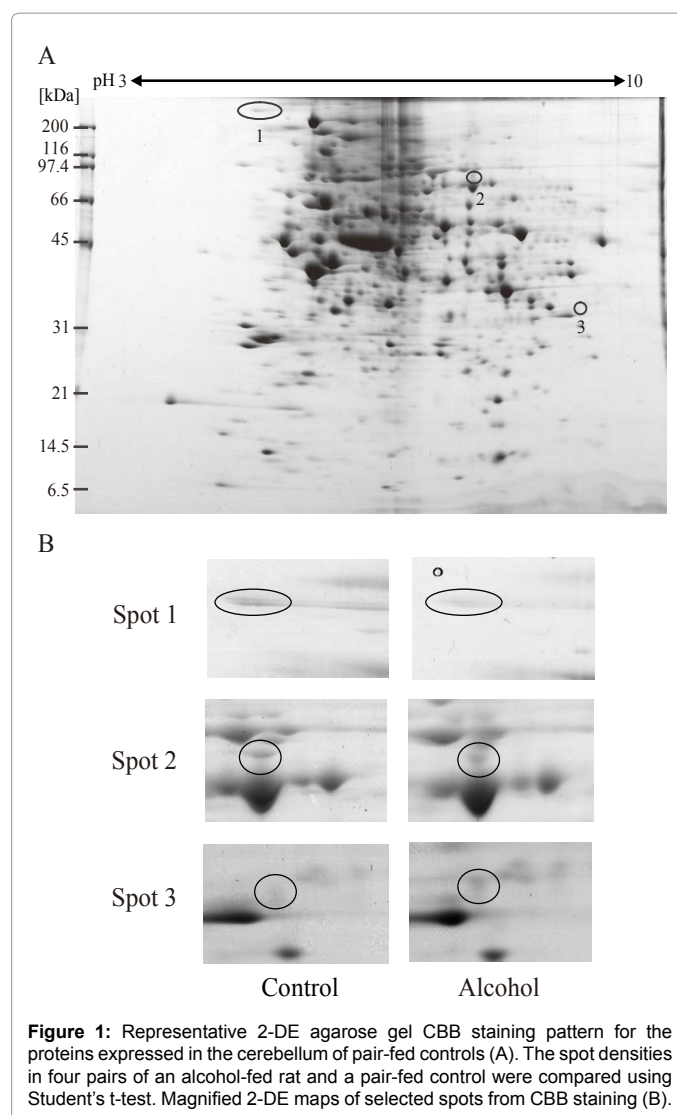 A
pH 3
10
[kDa]
200
116
97.4
66
45
31
21
14.5
6.5
1
2
3
B
Spot 1
Spot 2
Spot 3
Control Alcohol
Figure 1: Representative 2-DE agarose gel CBB staining pattern for the
proteins expressed in the cerebellum of pair-fed controls (A). The spot densities
in four pairs of an alcohol-fed rat and a pair-fed control were compared using
Student's t-test. Magnified 2-DE maps of selected spots from CBB staining (B).